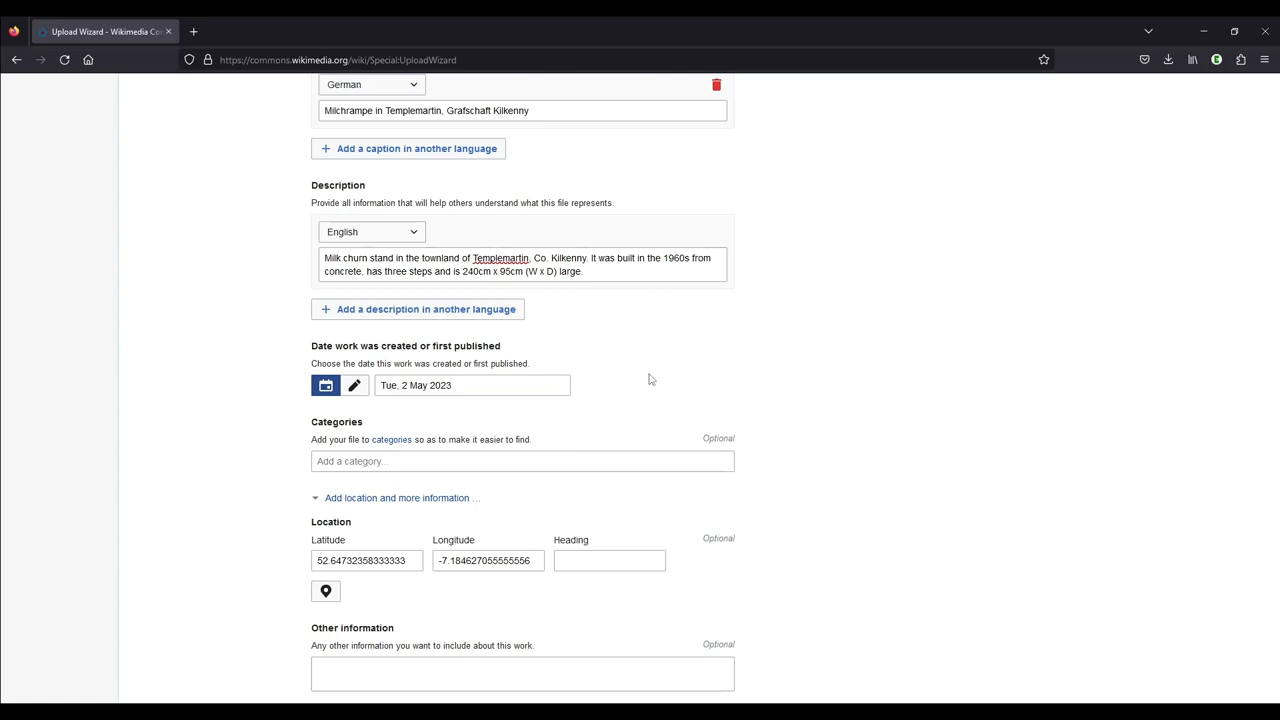 Upload Wizard - Wikimedia Co
https://commons.wikimedia.org/wiki/Special:UploadWizard
German
Milchrampe in Templemartin, Grafschaft Kilkenny
+ Add a caption in another language
Description
Provide all information that will help others understand what this file represents.
English
Milk churn stand in the townland of Templemartin, Co. Kilkenny. It was built in the 1960s from
concrete, has three steps and is 240cm x 95cm (W x D) large.
+ Add a description in another language
Date work was created or first published
Choose the date this work was created or first published.
Tue, 2 May 2023
Categories
Add your file to categories so as to make it easier to find. Optional
Add a category...
Add location and more information ...
Location
Latitude Longitude Heading Optional
52.64732358333333 -7.184627055555556
Other information
Any other information you want to include about this work. Optional